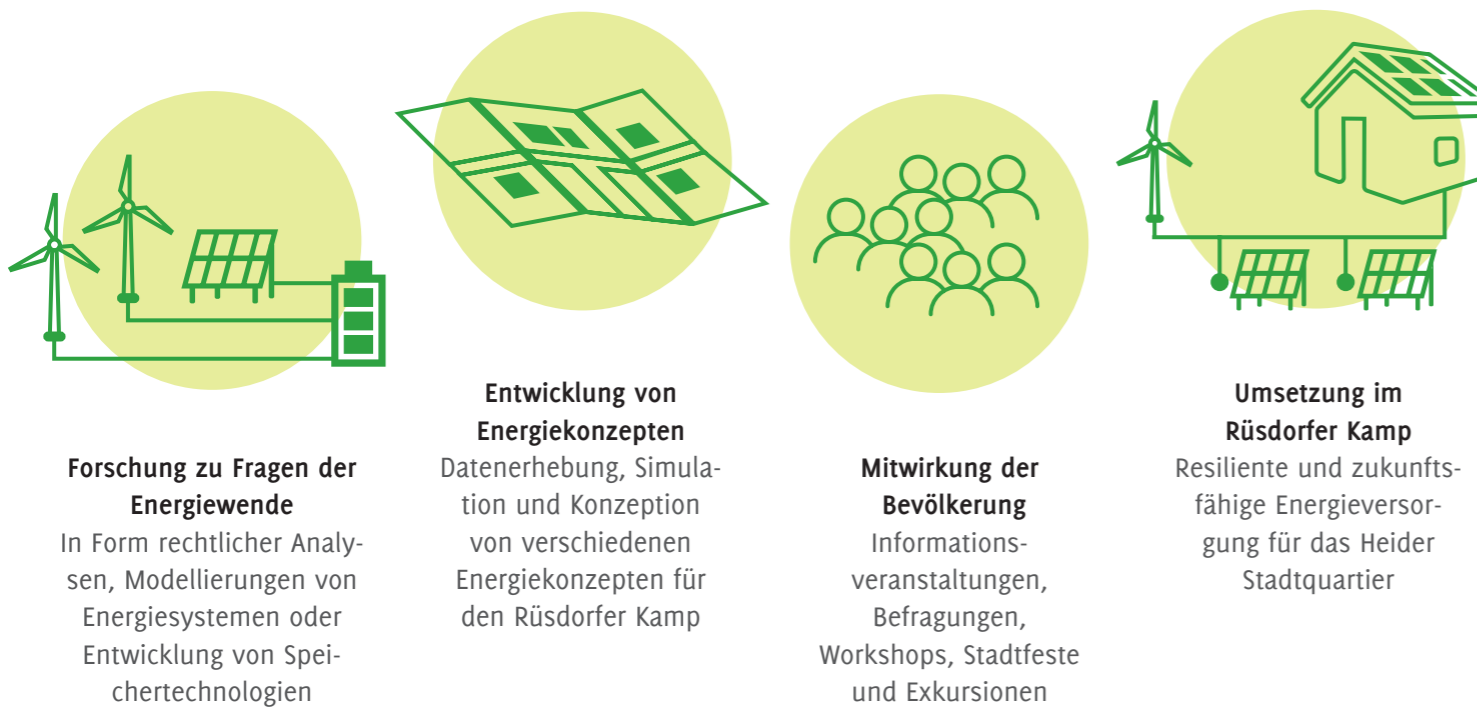 Forschung zu Fragen der
Energiewende
In Form rechtlicher Analy-
sen, Modellierungen von
Energiesystemen oder
Entwicklung von Spei-
chertechnologien
Entwicklung von
Energiekonzepten
Datenerhebung, Simula-
tion und Konzeption
von verschiedenen
Energiekonzepten für
den Rüsdorfer Kamp
Mitwirkung der
Bevölkerung
Informations-
veranstaltungen,
Befragungen,
Workshops, Stadtfeste
und Exkursionen
Umsetzung im
Rüsdorfer Kamp
Resiliente und zukunfts-
fähige Energieversor-
gung für das Heider
Stadtquartier